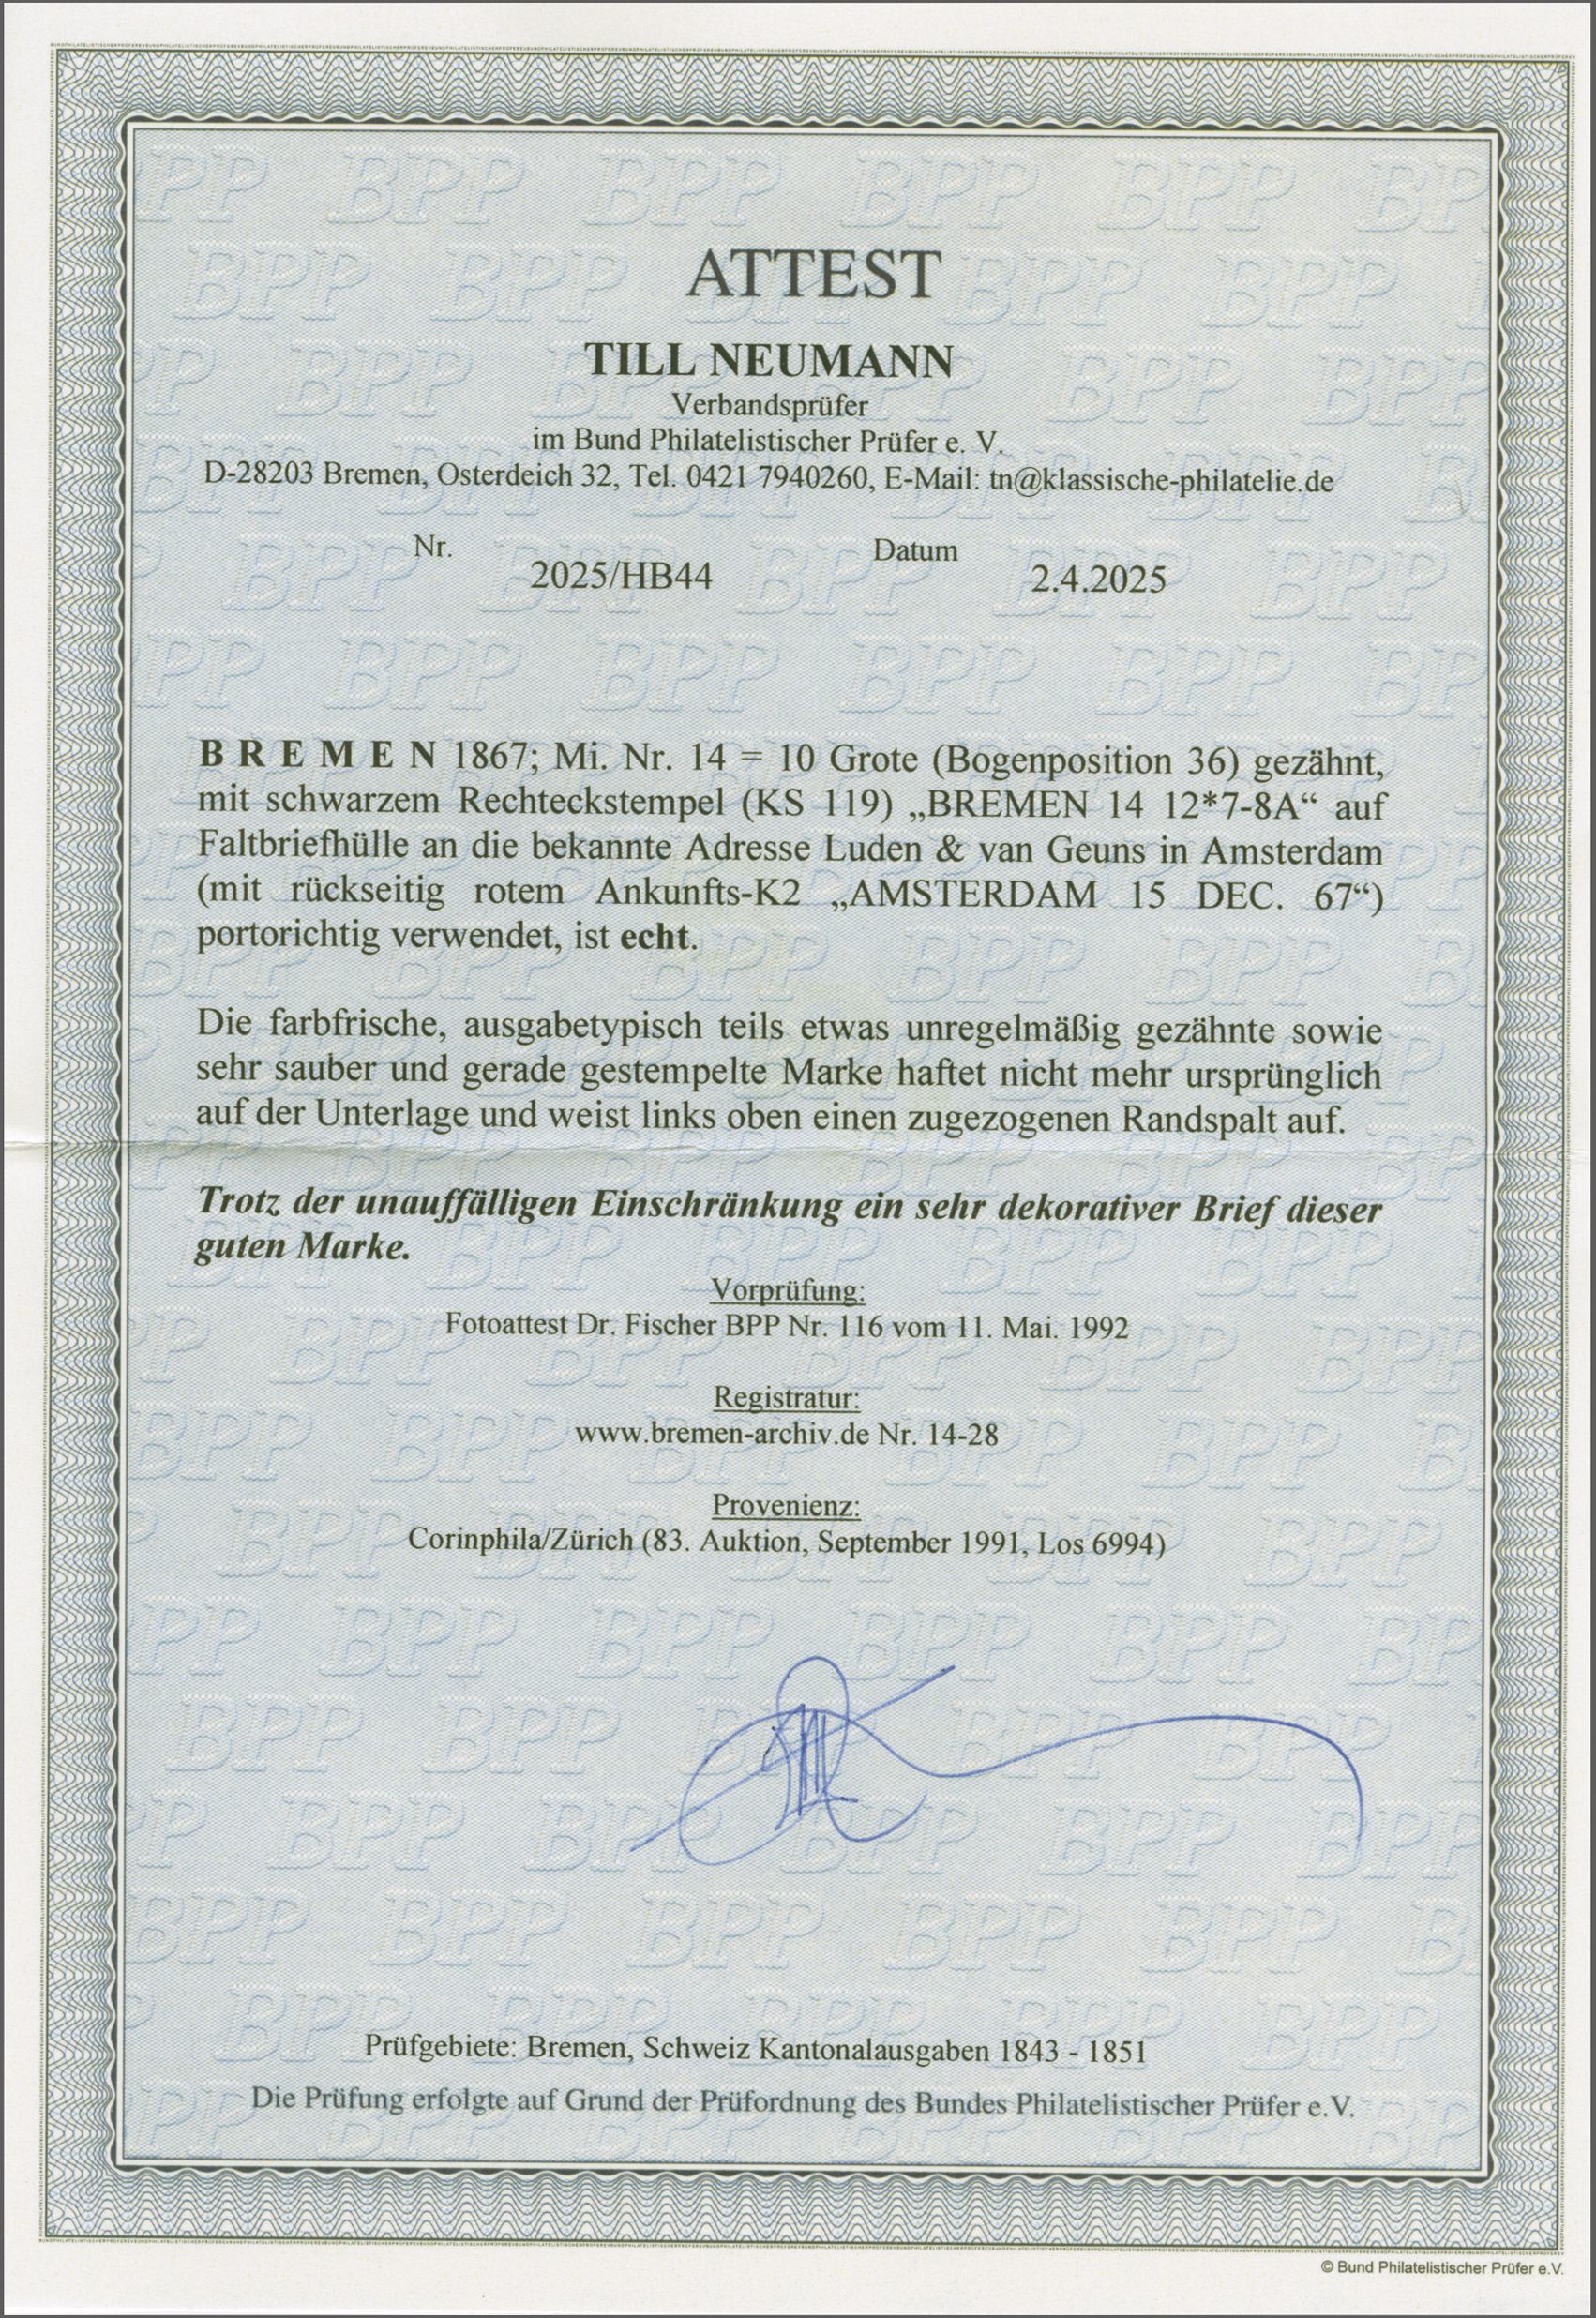 ATTEST
TILL NEUMANN
Verbandsprüfer
im Bund Philatelistischer Prüfer e. V.
D-28203 Bremen, Osterdeich 32, Tel. 0421 7940260, E-Mail: tn@klassische-philatelie.de
Nr. 2025/HB44 Datum 2.4.2025
B R E M E N 1867; Mi. Nr. 14 = 10 Grote (Bogenposition 36) gezähnt,
mit schwarzem Rechteckstempel (KS 119) „BREMEN 14 12*7-8A“ auf
Faltbriefhülle an die bekannte Adresse Luden & van Geuns in Amsterdam
(mit rückseitig rotem Ankunfts-K2 „AMSTERDAM 15 DEC. 67“)
portorichtig verwendet, ist echt.
Die farbfrische, ausgabetypisch teils etwas unregelmäßig gezähnte sowie
sehr sauber und gerade gestempelte Marke haftet nicht mehr ursprünglich
auf der Unterlage und weist links oben einen zugezogenen Randspalt auf.
Trotz der unauffälligen Einschränkung ein sehr dekorativer Brief dieser
guten Marke.
Vorprüfung:
Fotoattest Dr. Fischer BPP Nr. 116 vom 11. Mai. 1992
Registratur:
www.bremen-archiv.de Nr. 14-28
Provenienz:
Corinphila/Zürich (83. Auktion, September 1991, Los 6994)
Prüfgebiete: Bremen, Schweiz Kantonalausgaben 1843 - 1851
Die Prüfung erfolgte auf Grund der Prüfordnung des Bundes Philatelistischer Prüfer e.V.
© Bund Philatelistischer Prüfer e.V.